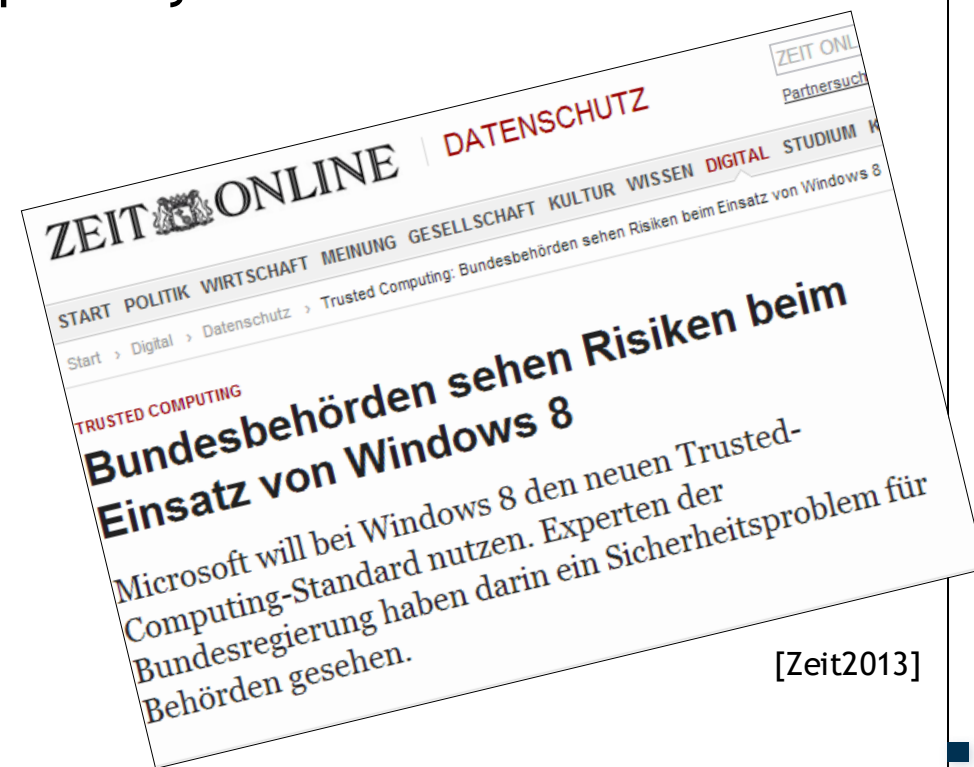 ZEIT ONLINE DATENSCHUTZ
ZEIT ONL
Partnersuch
START POLITIK WIRTSCHAFT MEINUNG GESELLSCHAFT KULTUR WISSEN DIGITAL STUDIUM K
Start › Digital › Datenschutz › Trusted Computing: Bundesbehörden sehen Risiken beim Einsatz von Windows 8
TRUSTED COMPUTING
Bundesbehörden sehen Risiken beim
Einsatz von Windows 8
Microsoft will bei Windows 8 den neuen Trusted-
Computing-Standard nutzen. Experten der
Bundesregierung haben darin ein Sicherheitsproblem für
Behörden gesehen.
[Zeit2013]